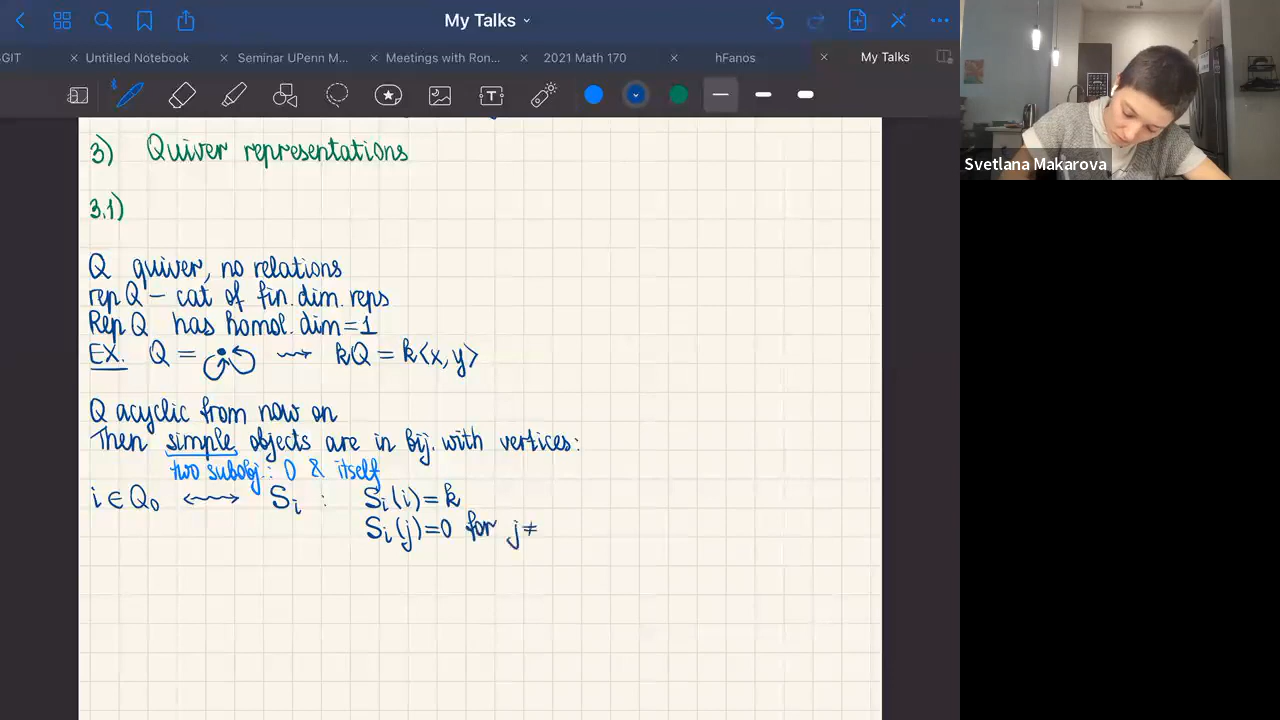 My Talks
GIT
Untitled Notebook
Seminar UPenn M...
Meetings with Ron...
2021 Math 170
hFanos
My Talks
Svetlana Makarova
3) Quiver representations
3.1)
Q quiver, no relations
rep Q – cat of fin. dim. reps
Rep Q has homol. dim = 1
EX. Q = ⇝ kQ = k⟨x, y⟩
Q acyclic from now on
Then simple objects are in bij. with vertices:
two subobj.: 0 & itself
i ∈ Q₀ ↔ Sᵢ : Sᵢ(i) = k
Sᵢ(j) = 0 for j ≠